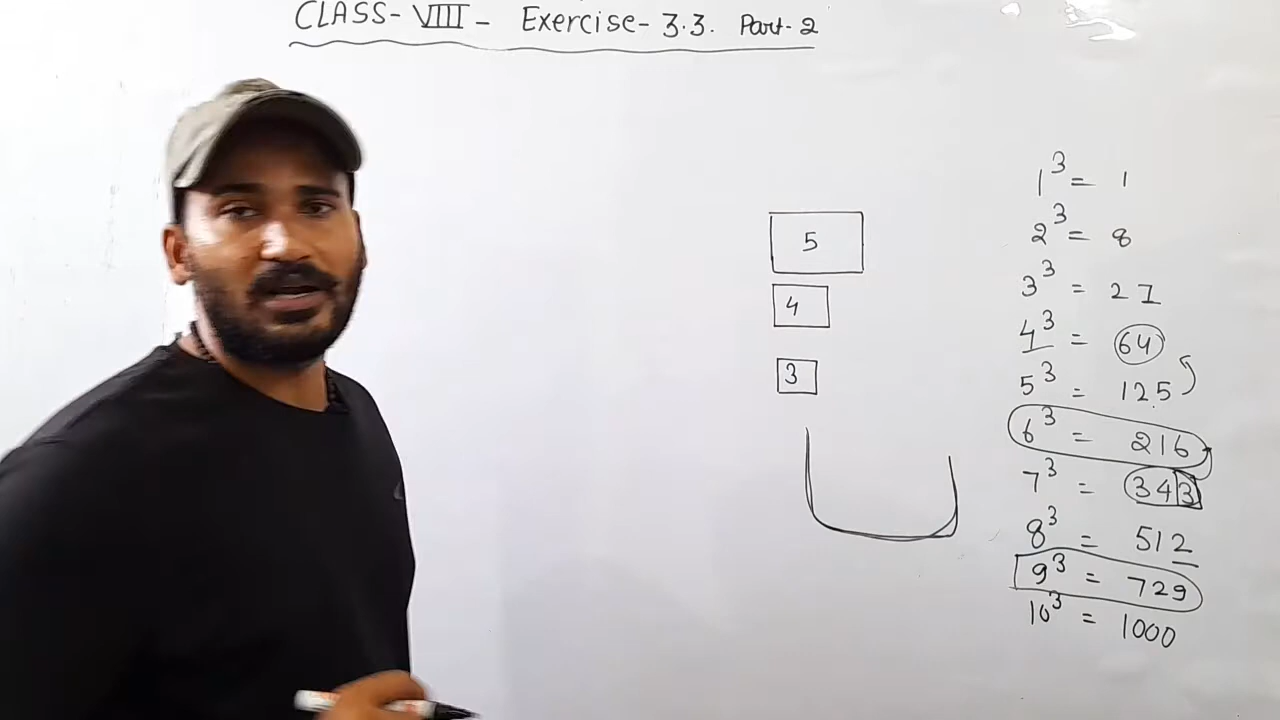 CLASS-VIII- Exercise-3.3. Part-2
5
4
3
1³ = 1
2³ = 8
3³ = 27
4³ = 64
5³ = 125
6³ = 216
7³ = 343
8³ = 512
9³ = 729
10³ = 1000